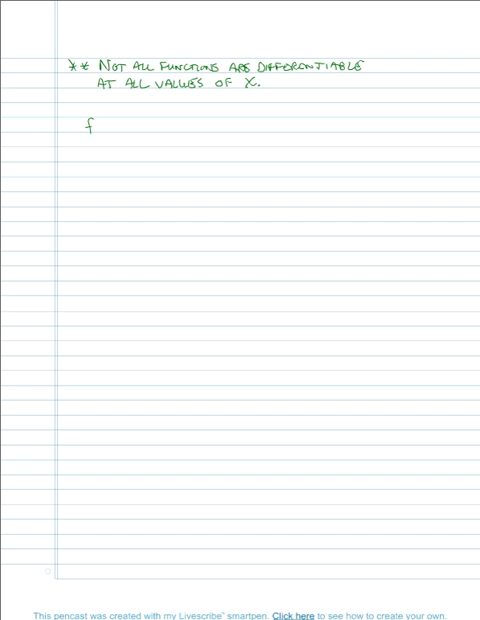 ** NOT ALL FUNCTIONS ARE DIFFERENTIABLE
AT ALL VALUES OF X.
f
This pencast was created with my Livescribe™ smartpen. Click here to see how to create your own.